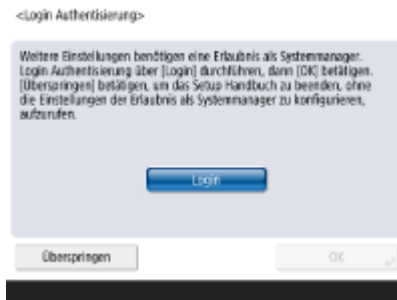 <Login Authentisierung>
Weitere Einstellungen benötigen eine Erlaubnis als Systemmanager.
Login Authentisierung über [Login] durchführen, dann [OK] betätigen.
[Überspringen] betätigen, um das Setup Handbuch zu beenden, ohne
die Einstellungen der Erlaubnis als Systemmanager zu konfigurieren,
aufzurufen.
Login
Überspringen
OK